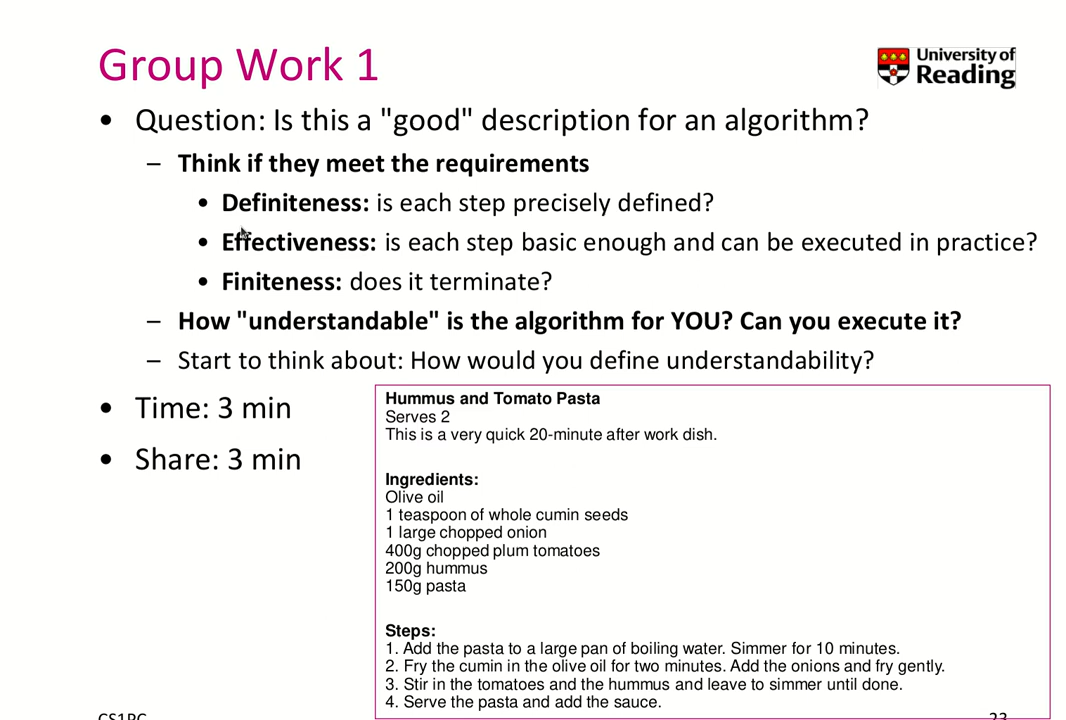 Group Work 1
University of
Reading
• Question: Is this a "good" description for an algorithm?
– Think if they meet the requirements
• Definiteness: is each step precisely defined?
• Effectiveness: is each step basic enough and can be executed in practice?
• Finiteness: does it terminate?
– How "understandable" is the algorithm for YOU? Can you execute it?
– Start to think about: How would you define understandability?
• Time: 3 min
• Share: 3 min
Hummus and Tomato Pasta
Serves 2
This is a very quick 20-minute after work dish.
Ingredients:
Olive oil
1 teaspoon of whole cumin seeds
1 large chopped onion
400g chopped plum tomatoes
200g hummus
150g pasta
Steps:
1. Add the pasta to a large pan of boiling water. Simmer for 10 minutes.
2. Fry the cumin in the olive oil for two minutes. Add the onions and fry gently.
3. Stir in the tomatoes and the hummus and leave to simmer until done.
4. Serve the pasta and add the sauce.
CS1PC
23